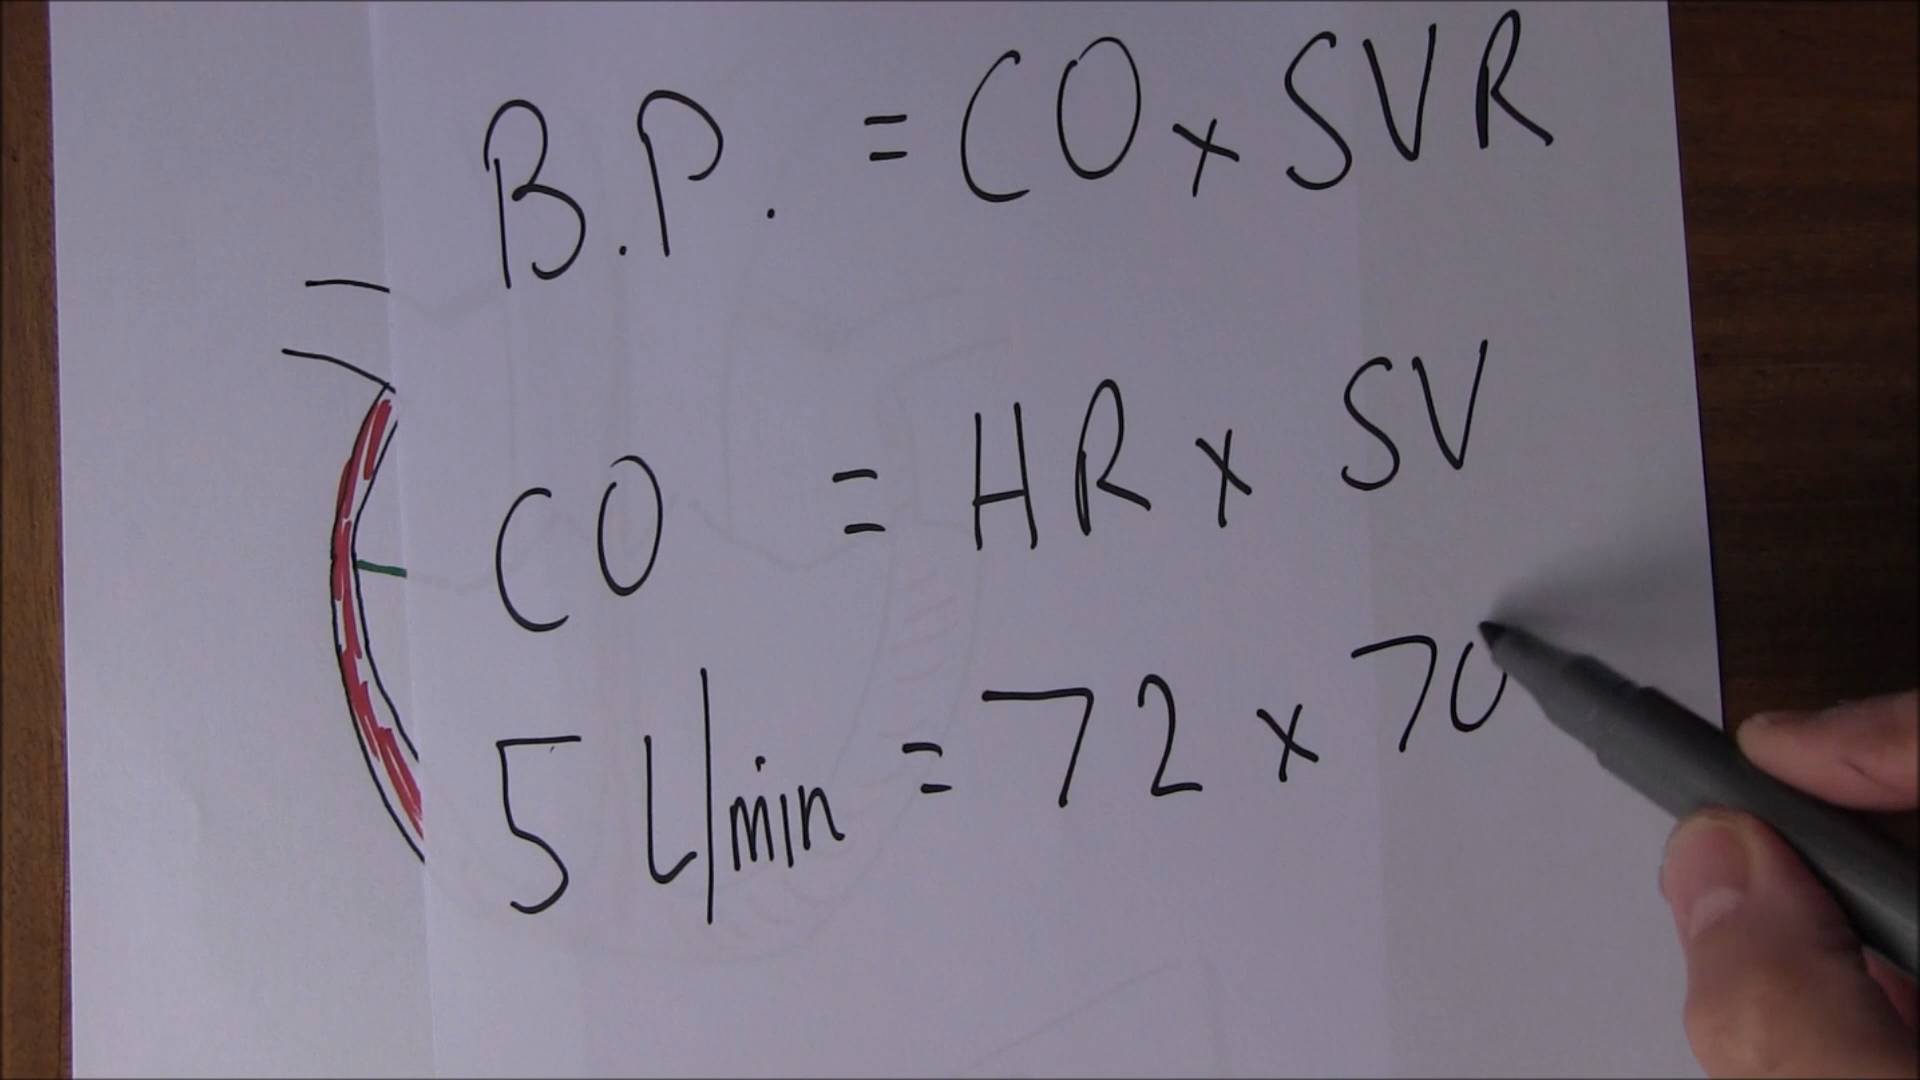 B.P. = CO x SVR
CO = HR x SV
5 L/min = 72 x 70